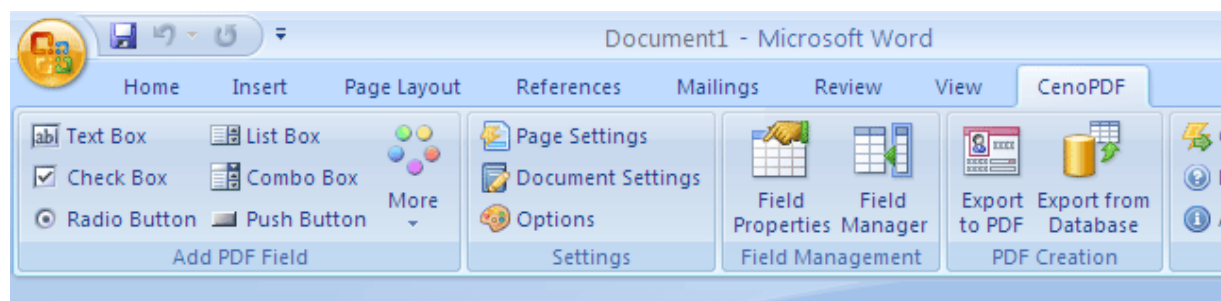 Document1 - Microsoft Word
Home Insert Page Layout References Mailings Review View CenoPDF
abl Text Box List Box Page Settings
Check Box Combo Box Document Settings
More Field Field Export Export from
Radio Button Push Button Options Properties Manager to PDF Database
Add PDF Field Settings Field Management PDF Creation